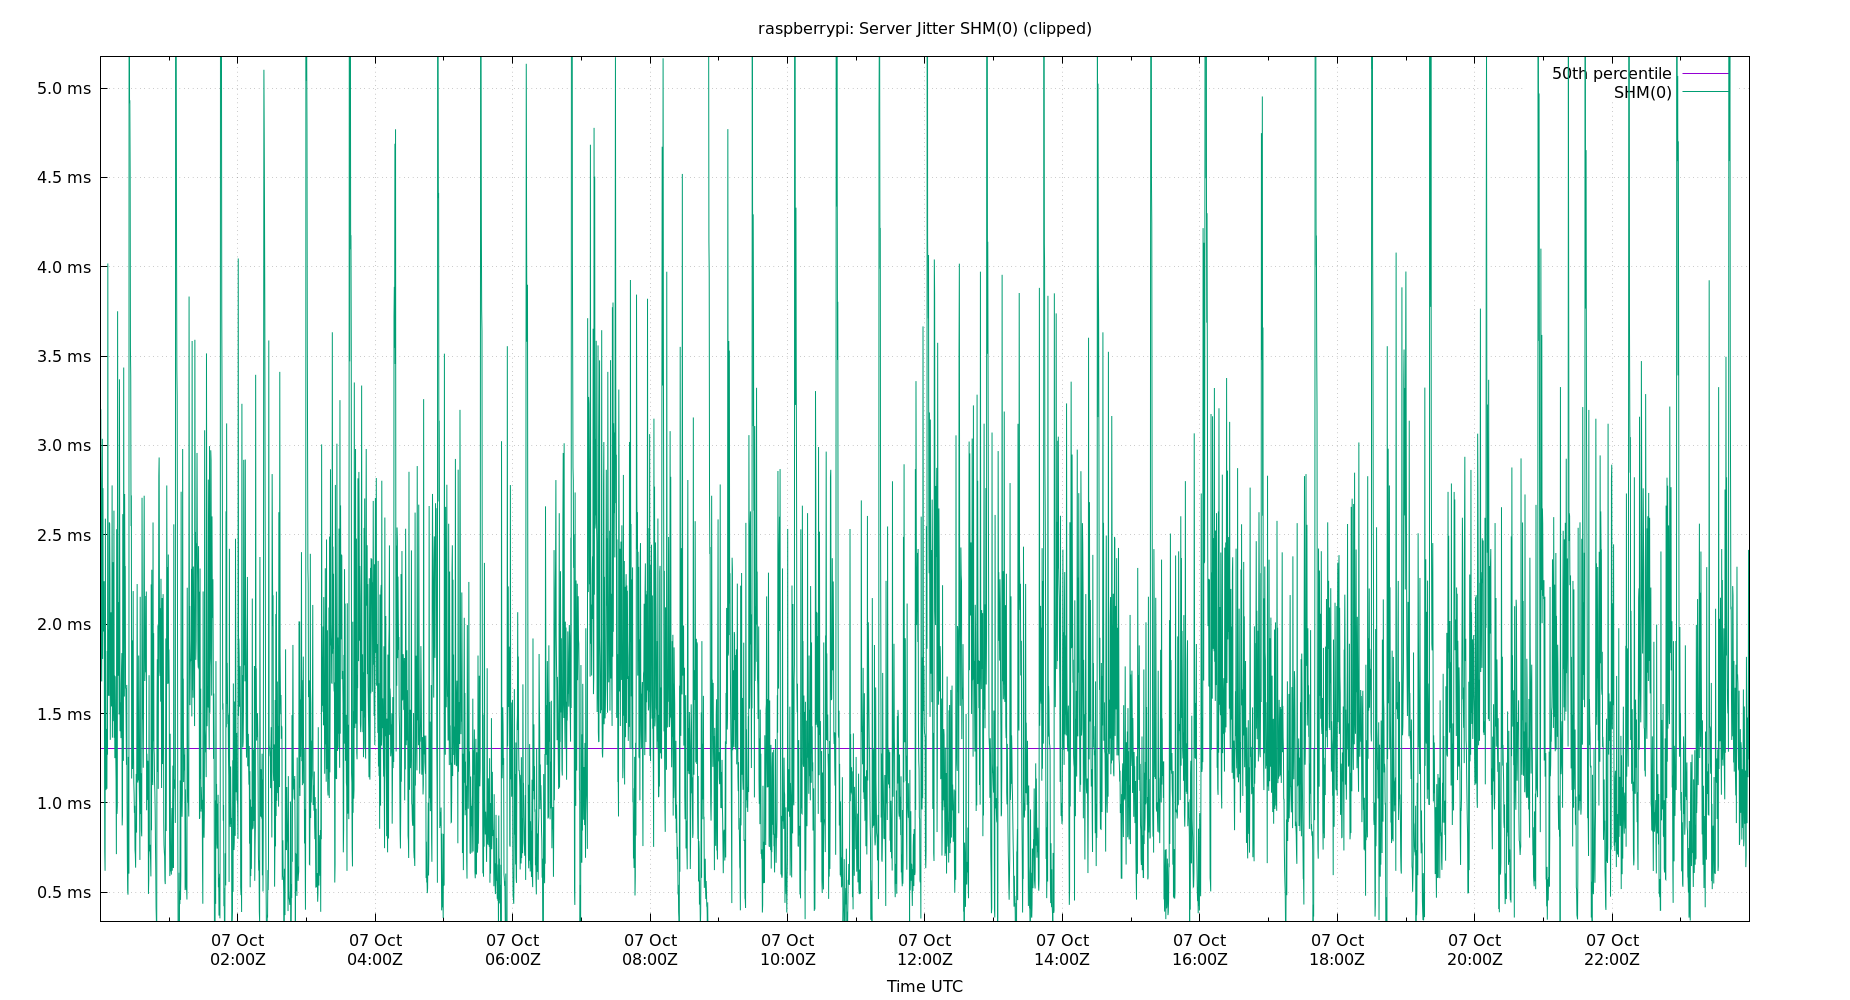 raspberrypi: Server Jitter SHM(0) (clipped)
50th percentile
SHM(0)
5.0 ms
4.5 ms
4.0 ms
3.5 ms
3.0 ms
2.5 ms
2.0 ms
1.5 ms
1.0 ms
0.5 ms
07 Oct 07 Oct 07 Oct 07 Oct 07 Oct 07 Oct 07 Oct 07 Oct 07 Oct 07 Oct 07 Oct
02:00Z 04:00Z 06:00Z 08:00Z 10:00Z 12:00Z 14:00Z 16:00Z 18:00Z 20:00Z 22:00Z
Time UTC